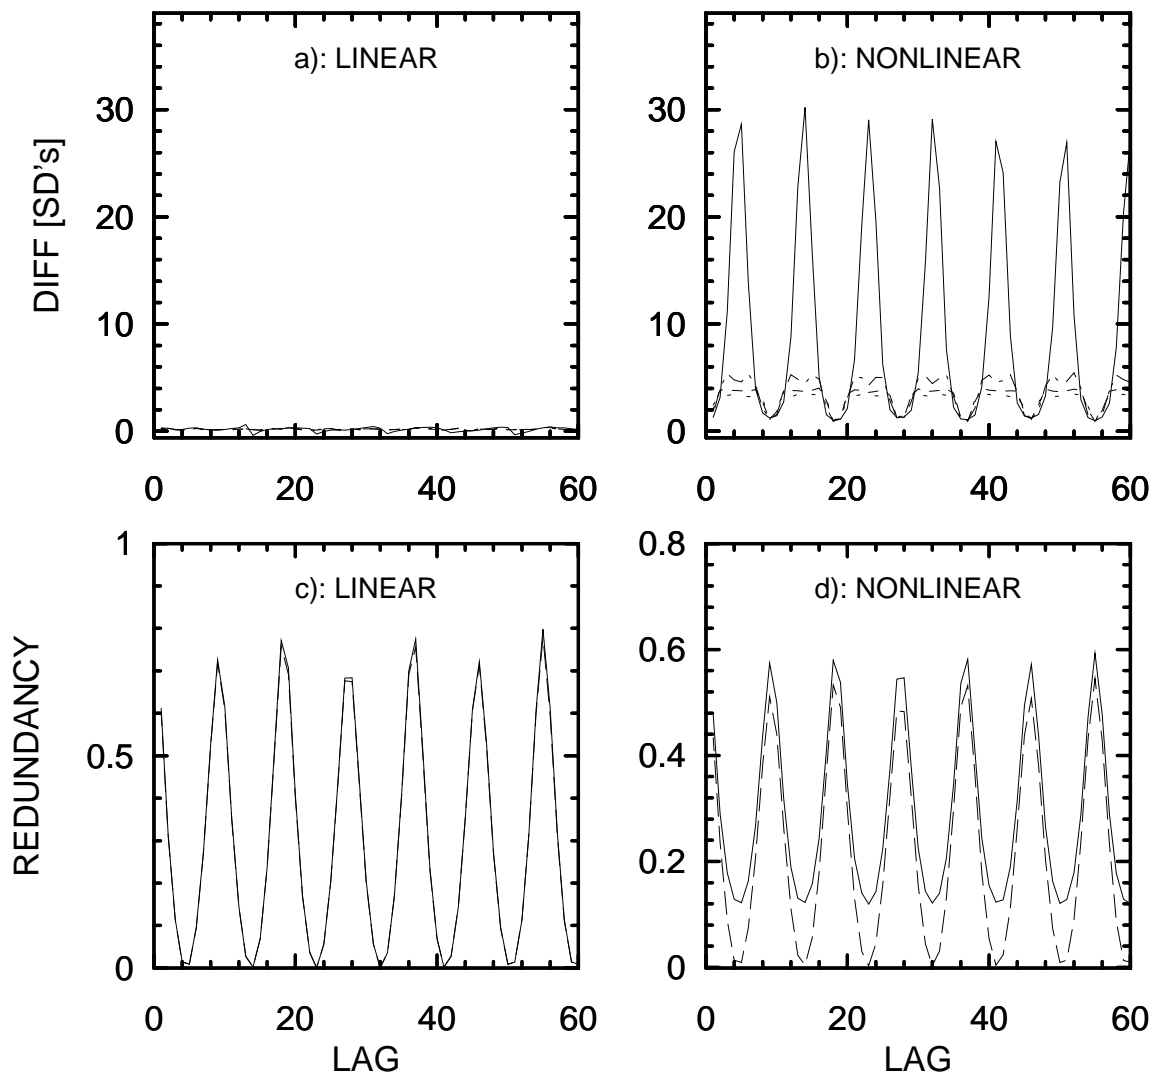 a): LINEAR
b): NONLINEAR
DIFF [SD's]
30
20
10
0
30
20
10
0
0 20 40 60
0 20 40 60
c): LINEAR
d): NONLINEAR
REDUNDANCY
1
0.5
0
0.8
0.6
0.4
0.2
0
0 20 40 60
0 20 40 60
LAG
LAG